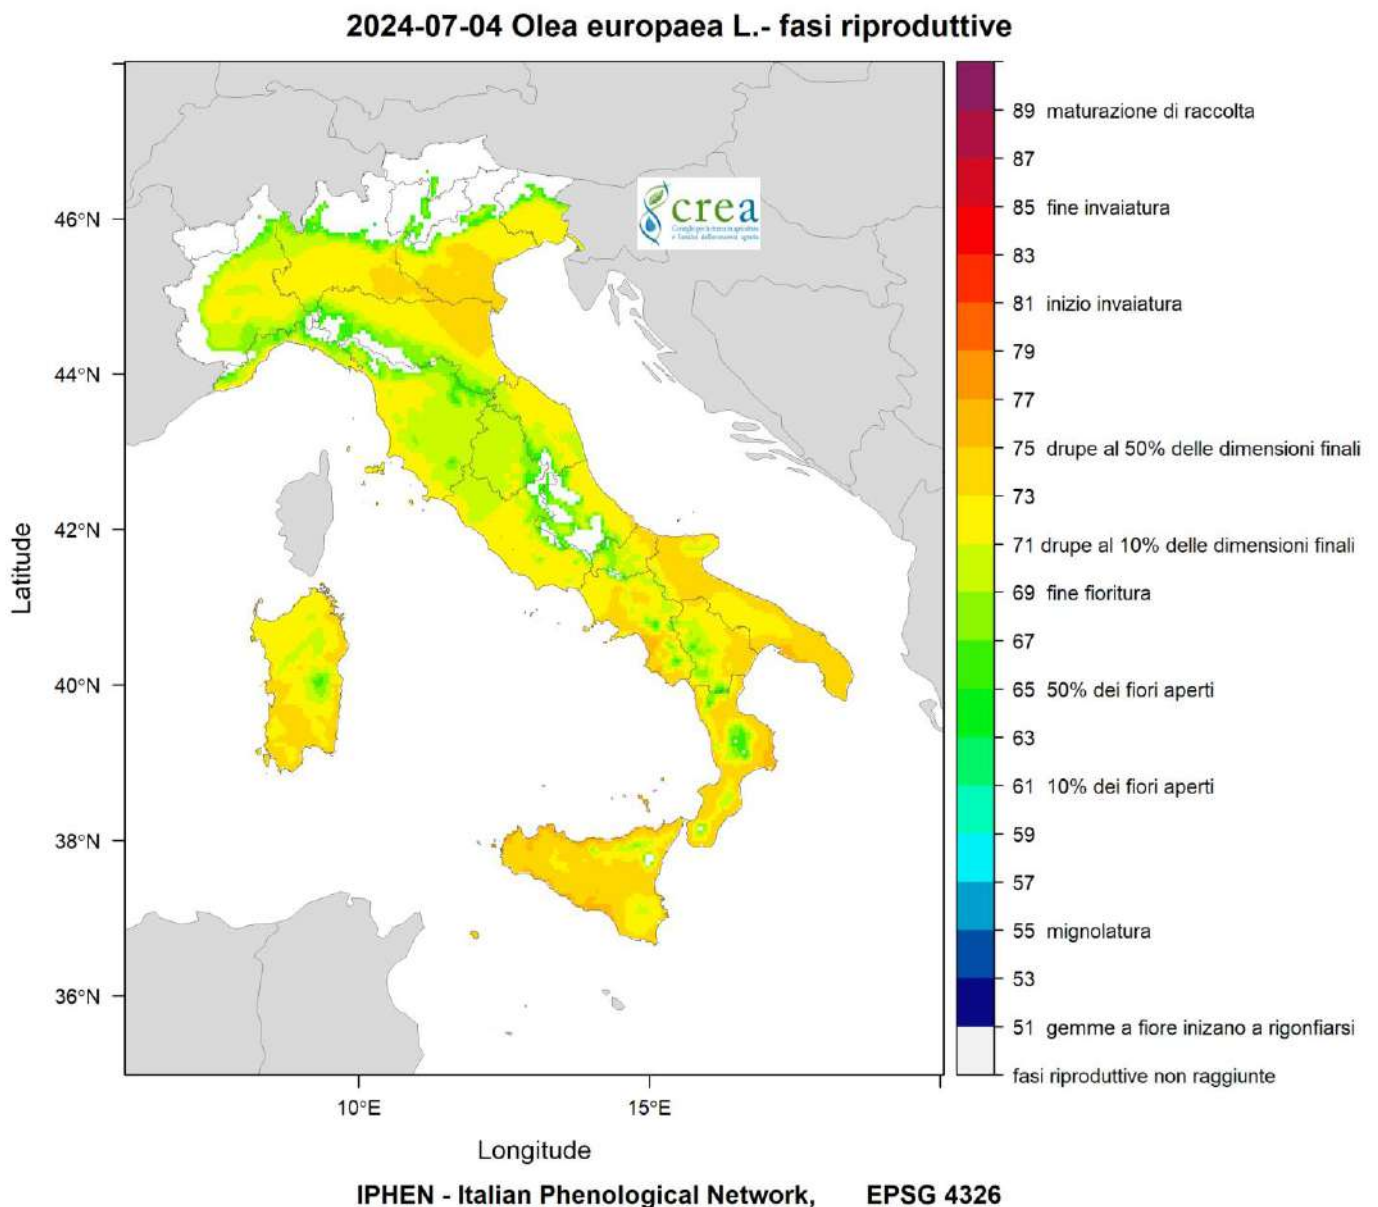 2024-07-04 Olea europaea L.- fasi riproduttive
46°N
44°N
42°N
40°N
38°N
36°N
Latitude
10°E
15°E
Longitude
crea
89 maturazione di raccolta
87
85 fine invaiatura
83
81 inizio invaiatura
79
77
75 drupe al 50% delle dimensioni finali
73
71 drupe al 10% delle dimensioni finali
69 fine fioritura
67
65 50% dei fiori aperti
63
61 10% dei fiori aperti
59
57
55 mignolatura
53
51 gemme a fiore inizano a rigonfiarsi
fasi riproduttive non raggiunte
IPHEN - Italian Phenological Network, EPSG 4326